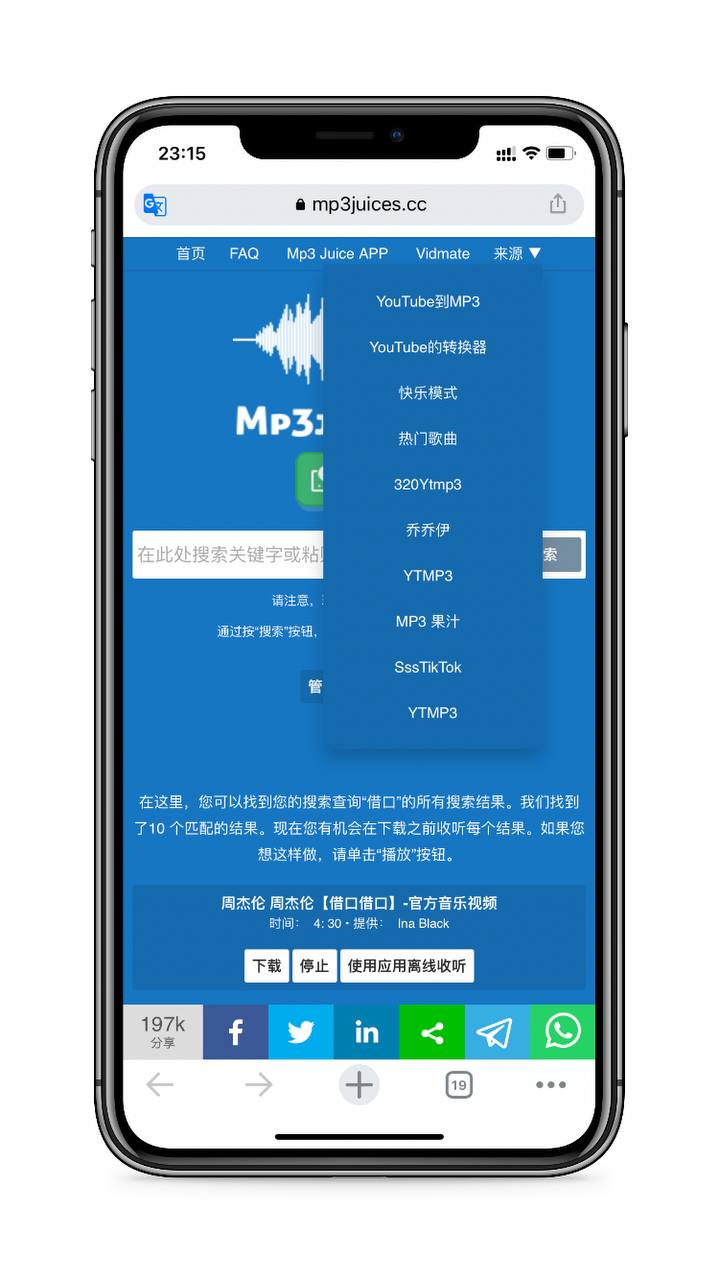 23:15
mp3juices.cc
首页 FAQ Mp3 Juice APP Vidmate 来源 ▼
YouTube到MP3
YouTube的转换器
快乐模式
热门歌曲
320Ytmp3
乔乔伊
YTMP3
MP3 果汁
SssTikTok
YTMP3
Mp3
在此处搜索关键字或粘 索
请注意，
通过按“搜索”按钮，
管
在这里，您可以找到您的搜索查询“借口”的所有搜索结果。我们找到
了10 个匹配的结果。现在您有机会在下载之前收听每个结果。如果您
想这样做，请单击“播放”按钮。
周杰伦 周杰伦【借口借口】-官方音乐视频
时间： 4: 30 · 提供： Ina Black
下载 停止 使用应用离线收听
197k
分享
19